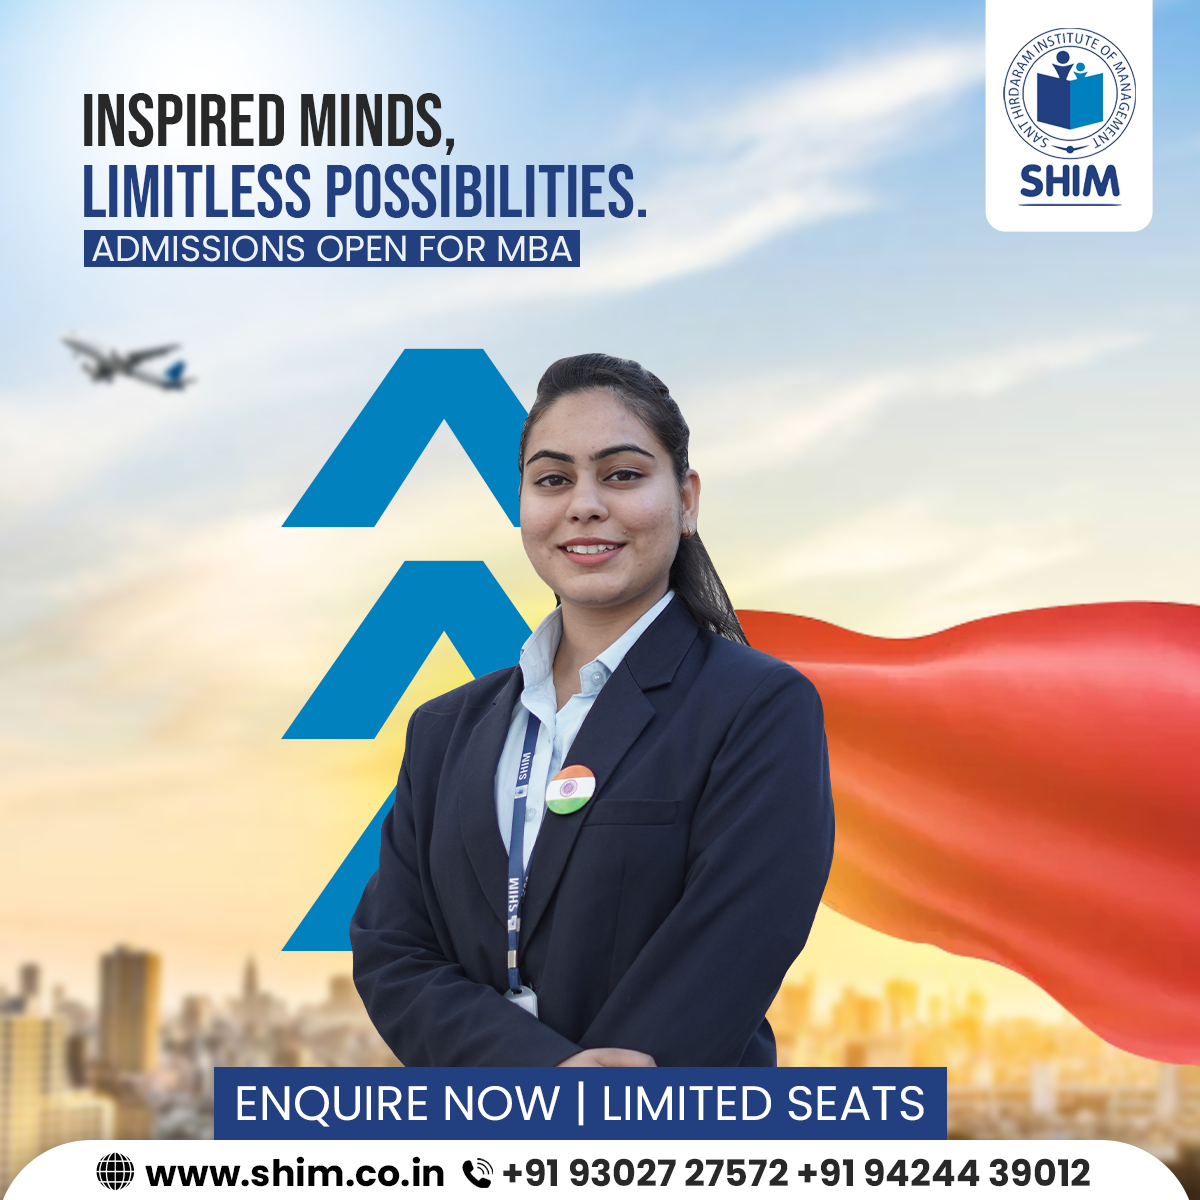 INSPIRED MINDS,
LIMITLESS POSSIBILITIES.
ADMISSIONS OPEN FOR MBA
SANT HIRDARAM INSTITUTE OF MANAGEMENT
SHIM
SHIM
SHIM
ENQUIRE NOW | LIMITED SEATS
www.shim.co.in +91 93027 27572 +91 94244 39012